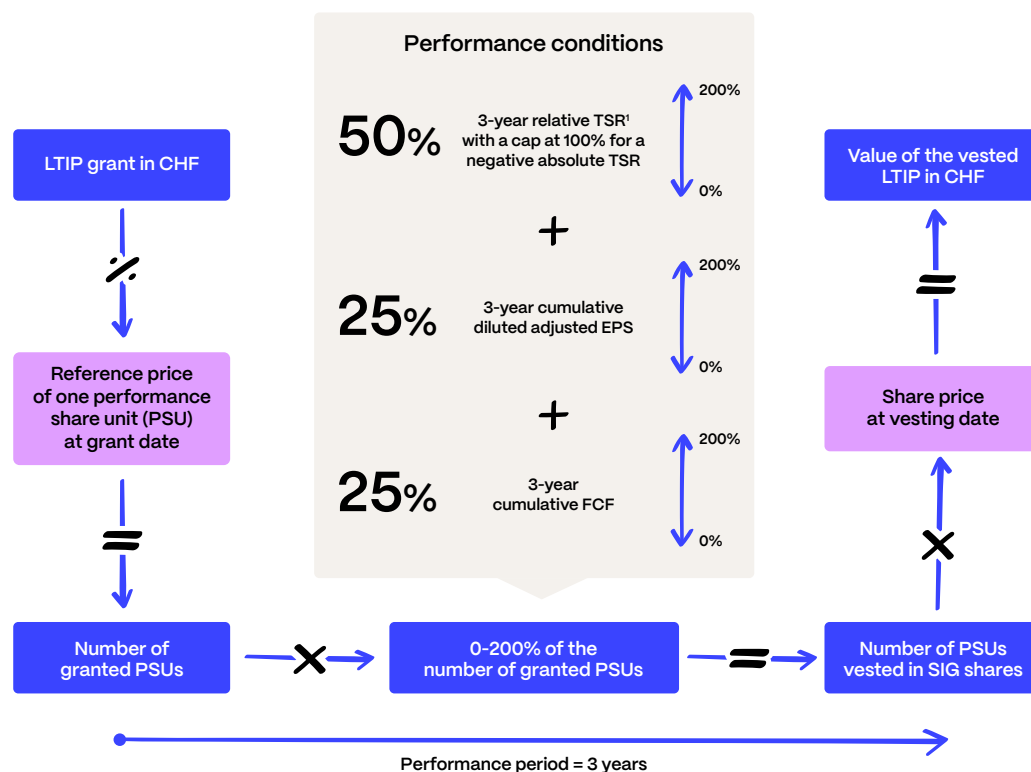 Performance conditions
50%
3-year relative TSR¹
with a cap at 100% for a
negative absolute TSR
200%
0%
+
25%
3-year cumulative
diluted adjusted EPS
200%
0%
+
25%
3-year
cumulative FCF
200%
0%
LTIP grant in CHF
÷
Reference price
of one performance
share unit (PSU)
at grant date
=
Number of
granted PSUs
×
0-200% of the
number of granted PSUs
=
Number of PSUs
vested in SIG shares
×
Share price
at vesting date
=
Value of the vested
LTIP in CHF
Performance period = 3 years